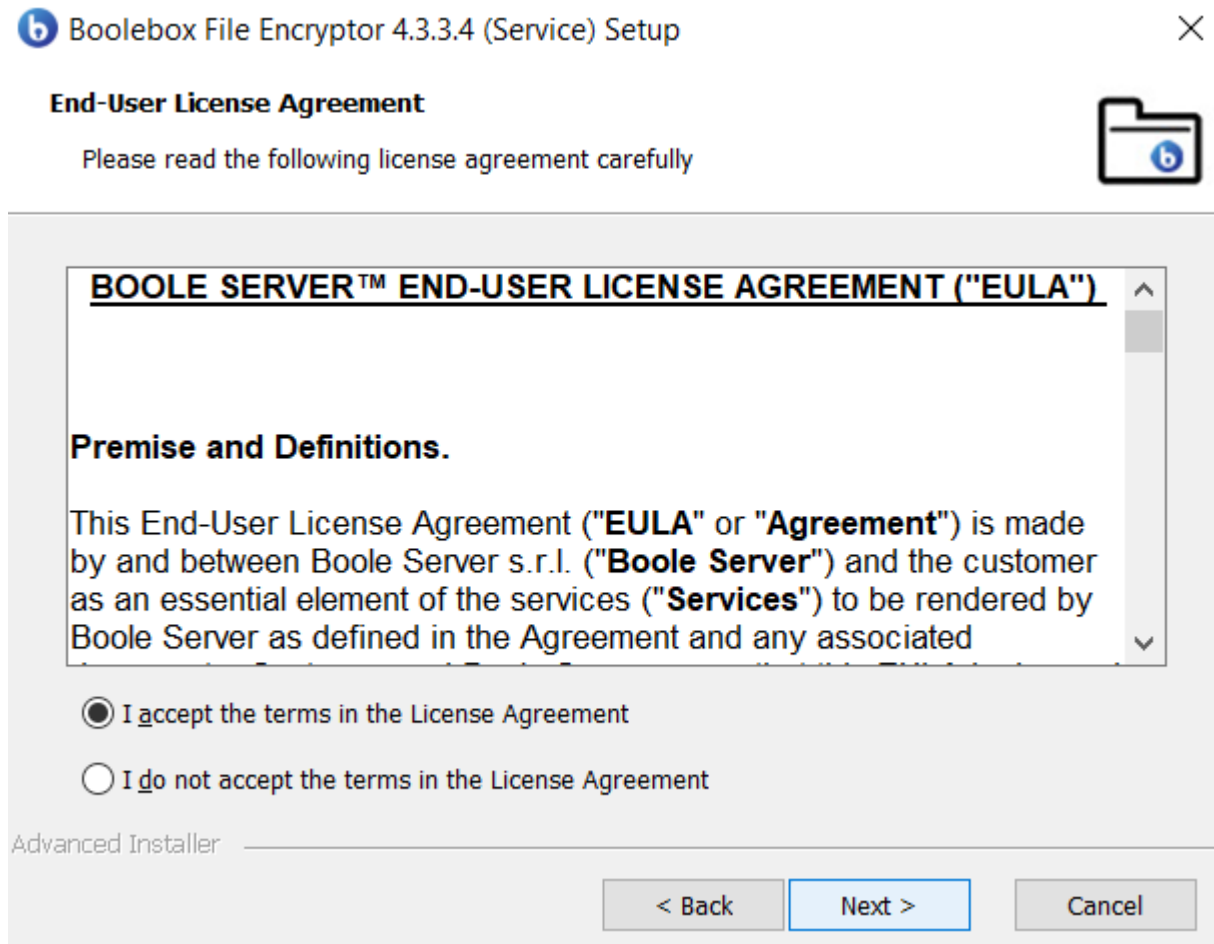 Boolebox File Encryptor 4.3.3.4 (Service) Setup
End-User License Agreement
Please read the following license agreement carefully
BOOLE SERVER™ END-USER LICENSE AGREEMENT ("EULA")
Premise and Definitions.
This End-User License Agreement ("EULA" or "Agreement") is made
by and between Boole Server s.r.l. ("Boole Server") and the customer
as an essential element of the services ("Services") to be rendered by
Boole Server as defined in the Agreement and any associated
I accept the terms in the License Agreement
I do not accept the terms in the License Agreement
Advanced Installer
< Back
Next >
Cancel